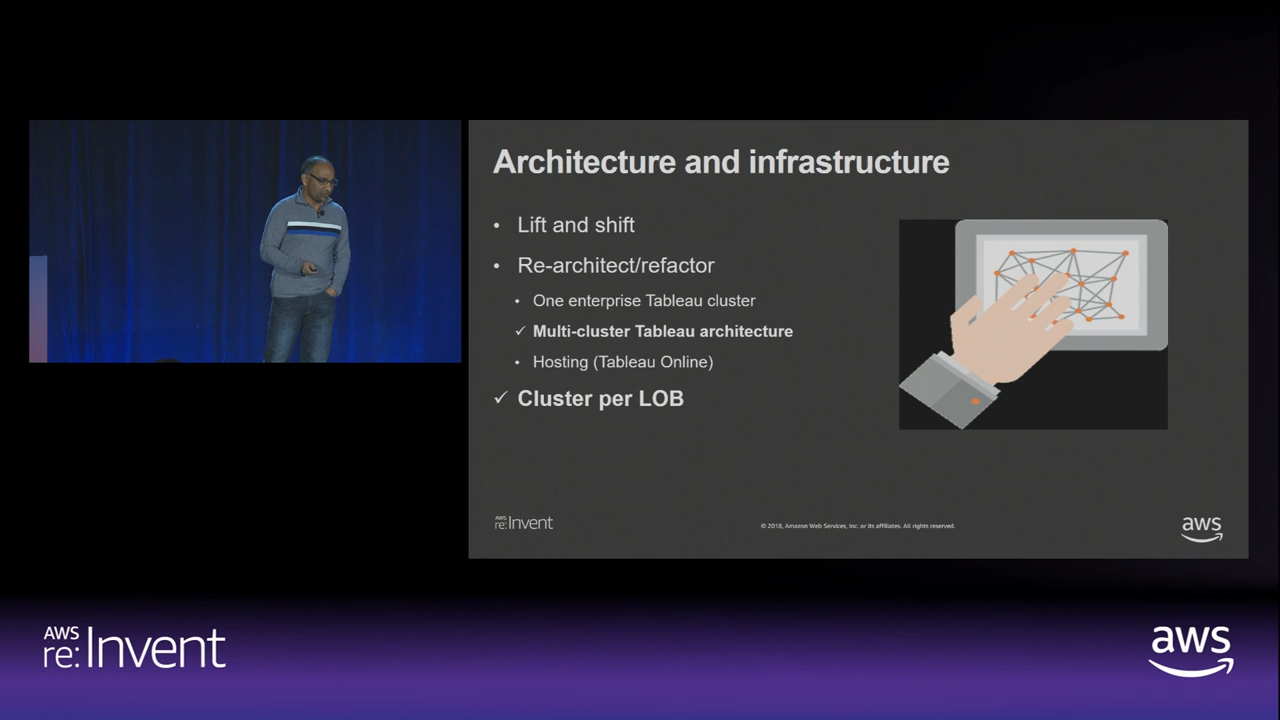 Architecture and infrastructure
• Lift and shift
• Re-architect/refactor
• One enterprise Tableau cluster
✓ Multi-cluster Tableau architecture
• Hosting (Tableau Online)
✓ Cluster per LOB
AWS
re:Invent
© 2018, Amazon Web Services, Inc. or its affiliates. All rights reserved.
aws
AWS
re:Invent
aws